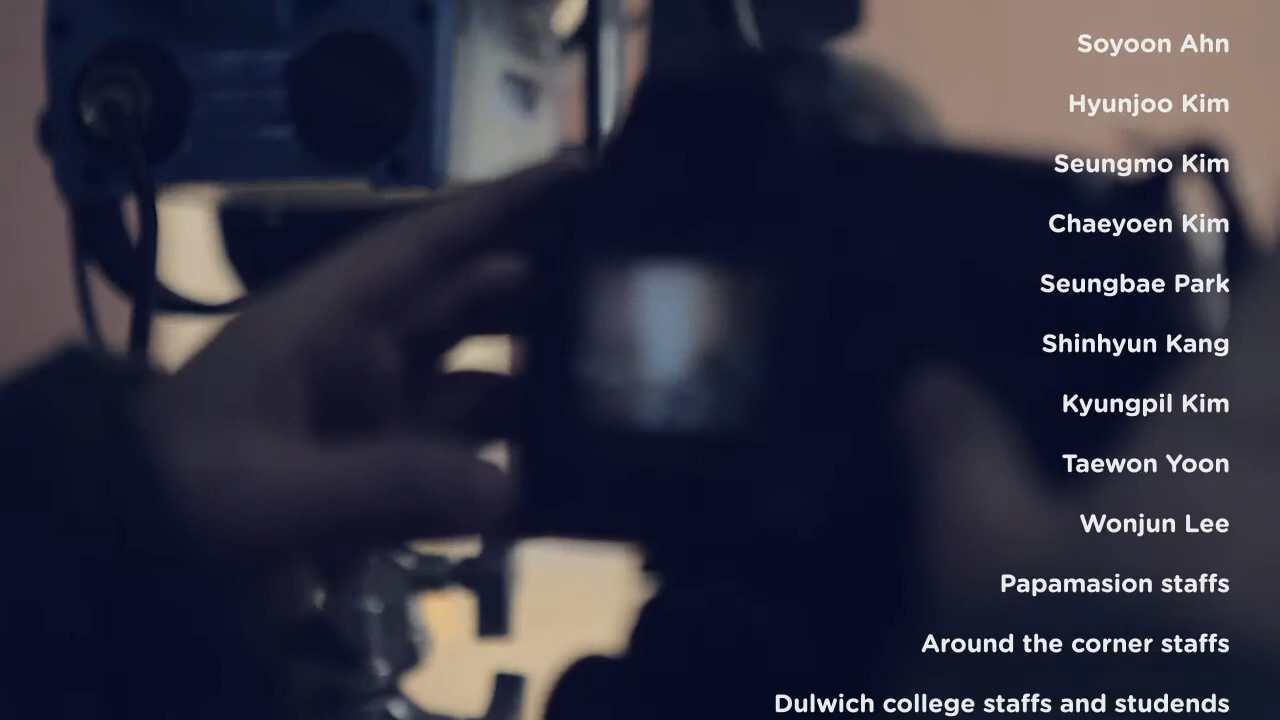 Soyoon Ahn
Hyunjoo Kim
Seungmo Kim
Chaeyoen Kim
Seungbae Park
Shinhyun Kang
Kyungpil Kim
Taewon Yoon
Wonjun Lee
Papamasion staffs
Around the corner staffs
Dulwich college staffs and studends